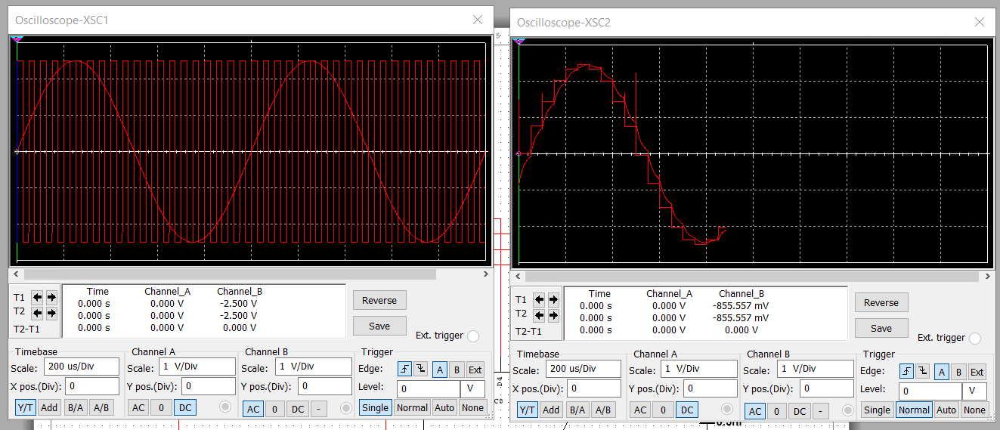 Oscilloscope-XSC1
Time Channel_A Channel_B
T1 0.000 s 0.000 V -2.500 V
T2 0.000 s 0.000 V -2.500 V
T2-T1 0.000 s 0.000 V 0.000 V
Reverse
Save
Ext. trigger
Timebase
Scale: 200 us/Div
X pos.(Div): 0
Y/T Add B/A A/B
Channel A
Scale: 1 V/Div
Y pos.(Div): 0
AC 0 DC
Channel B
Scale: 1 V/Div
Y pos.(Div): 0
AC 0 DC -
Trigger
Edge: A B Ext
Level: 0 V
Single Normal Auto None
5
D4
Oscilloscope-XSC2
Time Channel_A Channel_B
T1 0.000 s 0.000 V -855.557 mV
T2 0.000 s 0.000 V -855.557 mV
T2-T1 0.000 s 0.000 V 0.000 V
Reverse
Save
Ext. trigger
Timebase
Scale: 200 us/Div
X pos.(Div): 0
Y/T Add B/A A/B
Channel A
Scale: 1 V/Div
Y pos.(Div): 0
AC 0 DC
Channel B
Scale: 1 V/Div
Y pos.(Div): 0
AC 0 DC -
Trigger
Edge: A B Ext
Level: 0 V
Single Normal Auto None